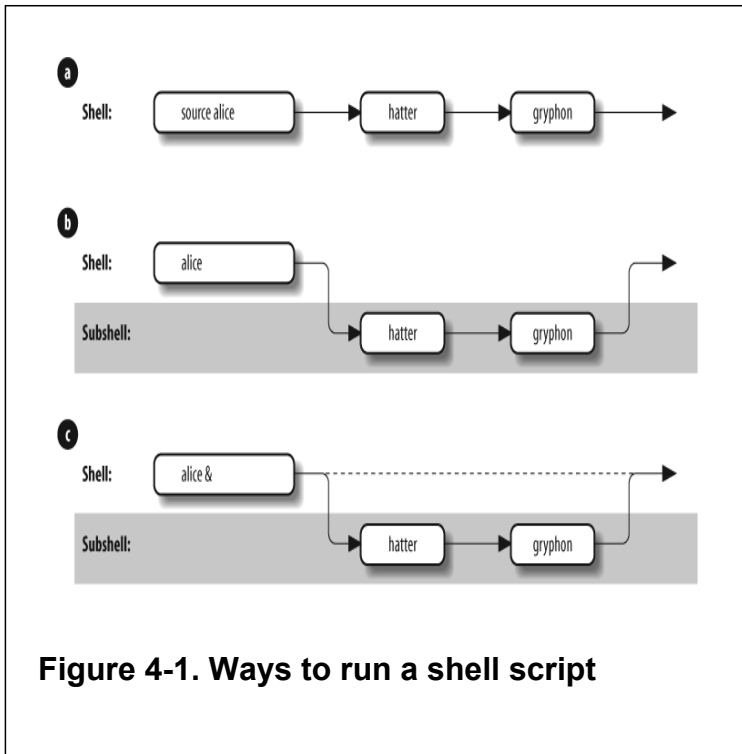 a
Shell: source alice hatter gryphon
b
Shell: alice
Subshell: hatter gryphon
c
Shell: alice &
Subshell: hatter gryphon
Figure 4-1. Ways to run a shell script